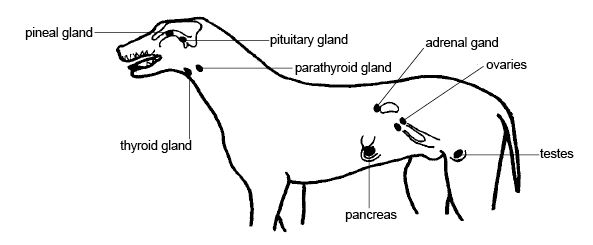 pineal gland
pituitary gland
adrenal gand
ovaries
parathyroid gland
thyroid gland
testes
pancreas